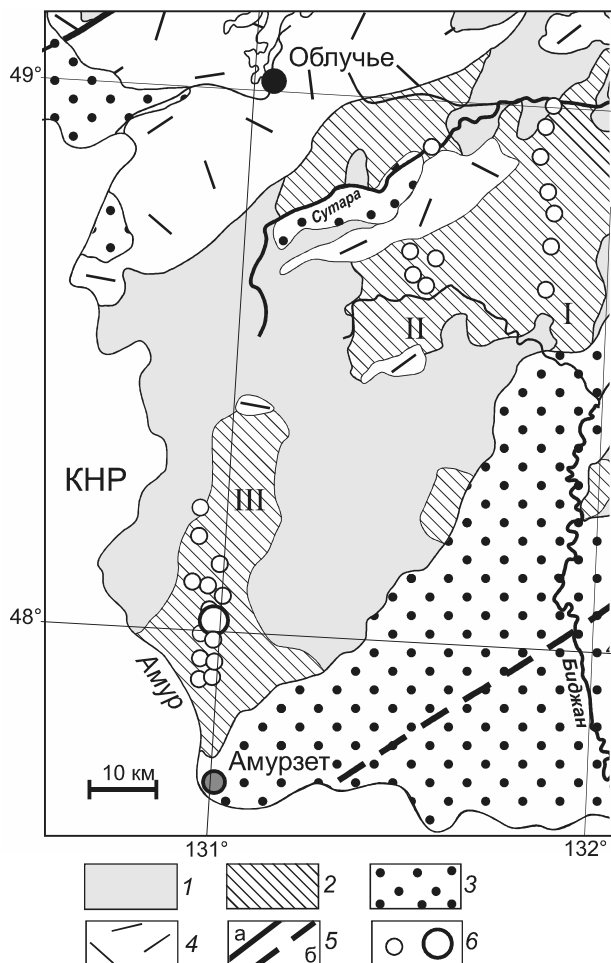 Облучье
49°
Сутара
I
II
КНР
III
48°
Амур
Биджан
Амурзет
10 км
131°
132°
1
2
3
4
а
б
5
6